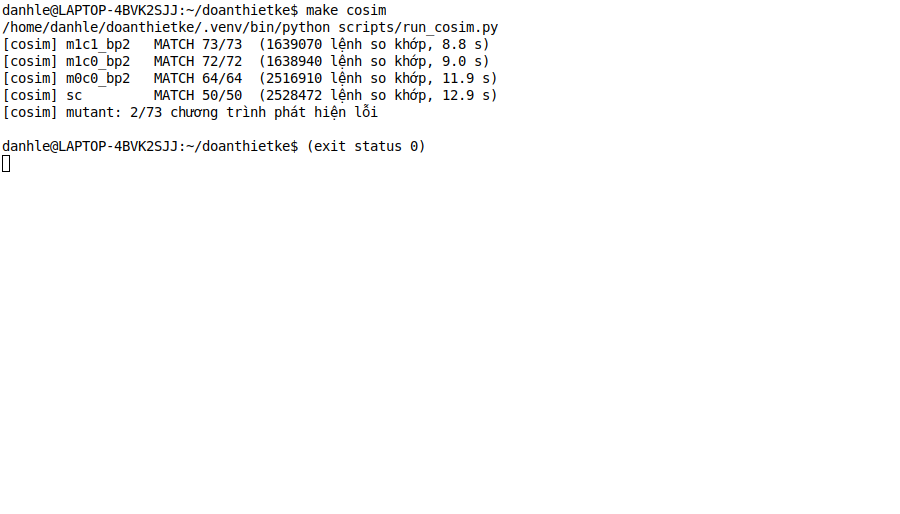 danhle@LAPTOP-4BVK2SJJ:~/doanthietke$ make cosim
/home/danhle/doanthietke/.venv/bin/python scripts/run_cosim.py
[cosim] m1c1_bp2   MATCH 73/73  (1639070 lệnh so khớp, 8.8 s)
[cosim] m1c0_bp2   MATCH 72/72  (1638940 lệnh so khớp, 9.0 s)
[cosim] m0c0_bp2   MATCH 64/64  (2516910 lệnh so khớp, 11.9 s)
[cosim] sc         MATCH 50/50  (2528472 lệnh so khớp, 12.9 s)
[cosim] mutant: 2/73 chương trình phát hiện lỗi
danhle@LAPTOP-4BVK2SJJ:~/doanthietke$ (exit status 0)